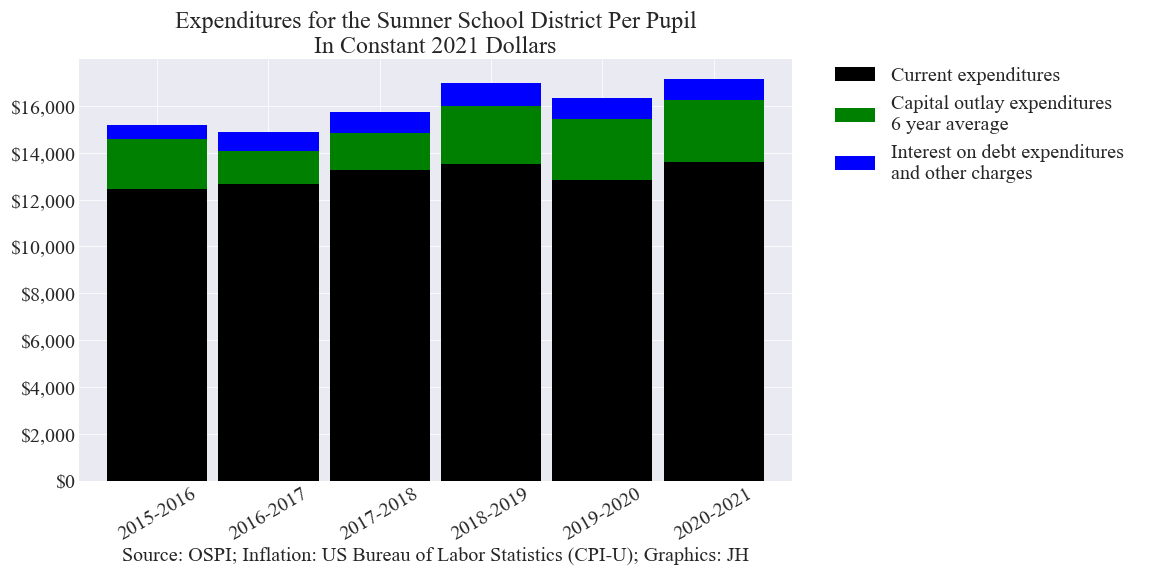 Expenditures for the Sumner School District Per Pupil
In Constant 2021 Dollars
Current expenditures
Capital outlay expenditures
6 year average
Interest on debt expenditures
and other charges
$16,000
$14,000
$12,000
$10,000
$8,000
$6,000
$4,000
$2,000
$0
2015-2016
2016-2017
2017-2018
2018-2019
2019-2020
2020-2021
Source: OSPI; Inflation: US Bureau of Labor Statistics (CPI-U); Graphics: JH